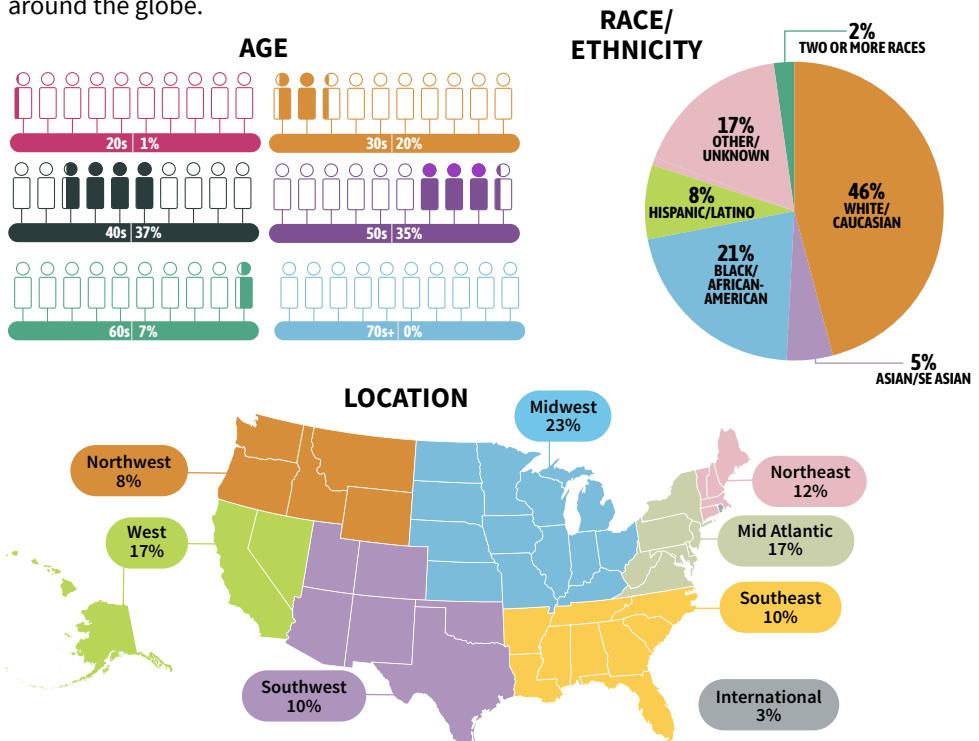 around the globe.
AGE
20s 1%
30s 20%
40s 37%
50s 35%
60s 7%
70s+ 0%
RACE/
ETHNICITY
2%
TWO OR MORE RACES
17%
OTHER/
UNKNOWN
8%
HISPANIC/LATINO
46%
WHITE/
CAUCASIAN
21%
BLACK/
AFRICAN-
AMERICAN
5%
ASIAN/SE ASIAN
LOCATION
Midwest
23%
Northwest
8%
Northeast
12%
West
17%
Mid Atlantic
17%
Southeast
10%
Southwest
10%
International
3%